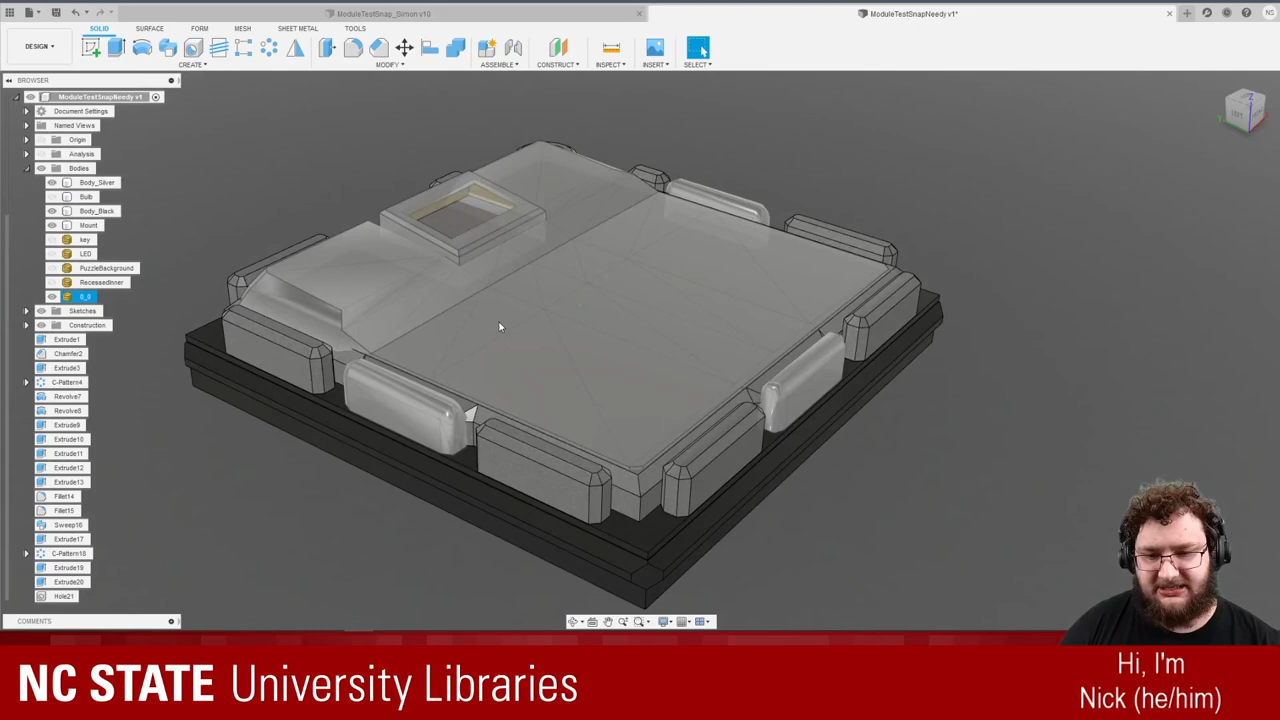 ModuleTestSnap_Simon v10
ModuleTestSnapNeedy v1*
NS
SOLID SURFACE FORM MESH SHEET METAL TOOLS
DESIGN
CREATE MODIFY ASSEMBLE CONSTRUCT INSPECT INSERT SELECT
BROWSER
ModuleTestSnapNeedy v1
Document Settings
Named Views
Origin
Analysis
Bodies
Body_Silver
Bulb
Body_Black
Mount
key
LED
PuzzleBackground
RecessedInner
0_0
Sketches
Construction
Extrude1
Chamfer2
Extrude3
C-Pattern4
Revolve7
Revolve8
Extrude9
Extrude10
Extrude11
Extrude12
Extrude13
Fillet14
Fillet15
Sweep16
Extrude17
C-Pattern18
Extrude19
Extrude20
Hole21
COMMENTS
Z
LEFT
NC STATE University Libraries
Hi, I'm
Nick (he/him)